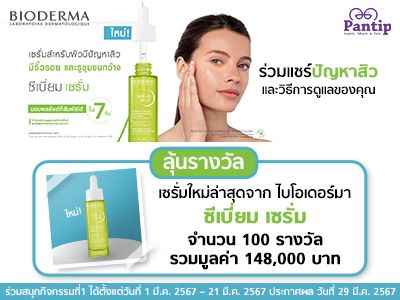 BIODERMA
LABORATOIRE DERMATOLOGIQUE
Pantip
Learn, Share & Fun
ใหม่!
เซรั่มสำหรับผิวมีปัญหาสิว
มีริ้วรอย และรูขุมขนกว้าง
ซีเบี่ยม เซรั่ม
ใน 7 วัน
ร่วมแชร์ปัญหาสิว
และวิธีการดูแลของคุณ
ลุ้นรางวัล
ใหม่!
เซรั่มใหม่ล่าสุดจาก ไบโอเดอร์มา
ซีเบี่ยม เซรั่ม
จำนวน 100 รางวัล
รวมมูลค่า 148,000 บาท
ร่วมสนุกกิจกรรมที่1 ได้ตั้งแต่วันที่ 1 มี.ค. 2567 – 21 มี.ค. 2567 ประกาศผล วันที่ 29 มี.ค. 2567